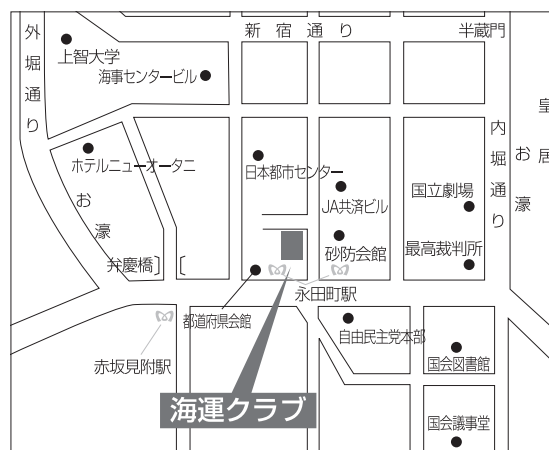 新宿通り
半蔵門
外堀通り
上智大学
海事センタービル
皇居
内堀通り
お濠
ホテルニューオータニ
日本都市センター
JA共済ビル
国立劇場
お濠
砂防会館
最高裁判所
弁慶橋
永田町駅
都道府県会館
自由民主党本部
赤坂見附駅
国会図書館
海運クラブ
国会議事堂